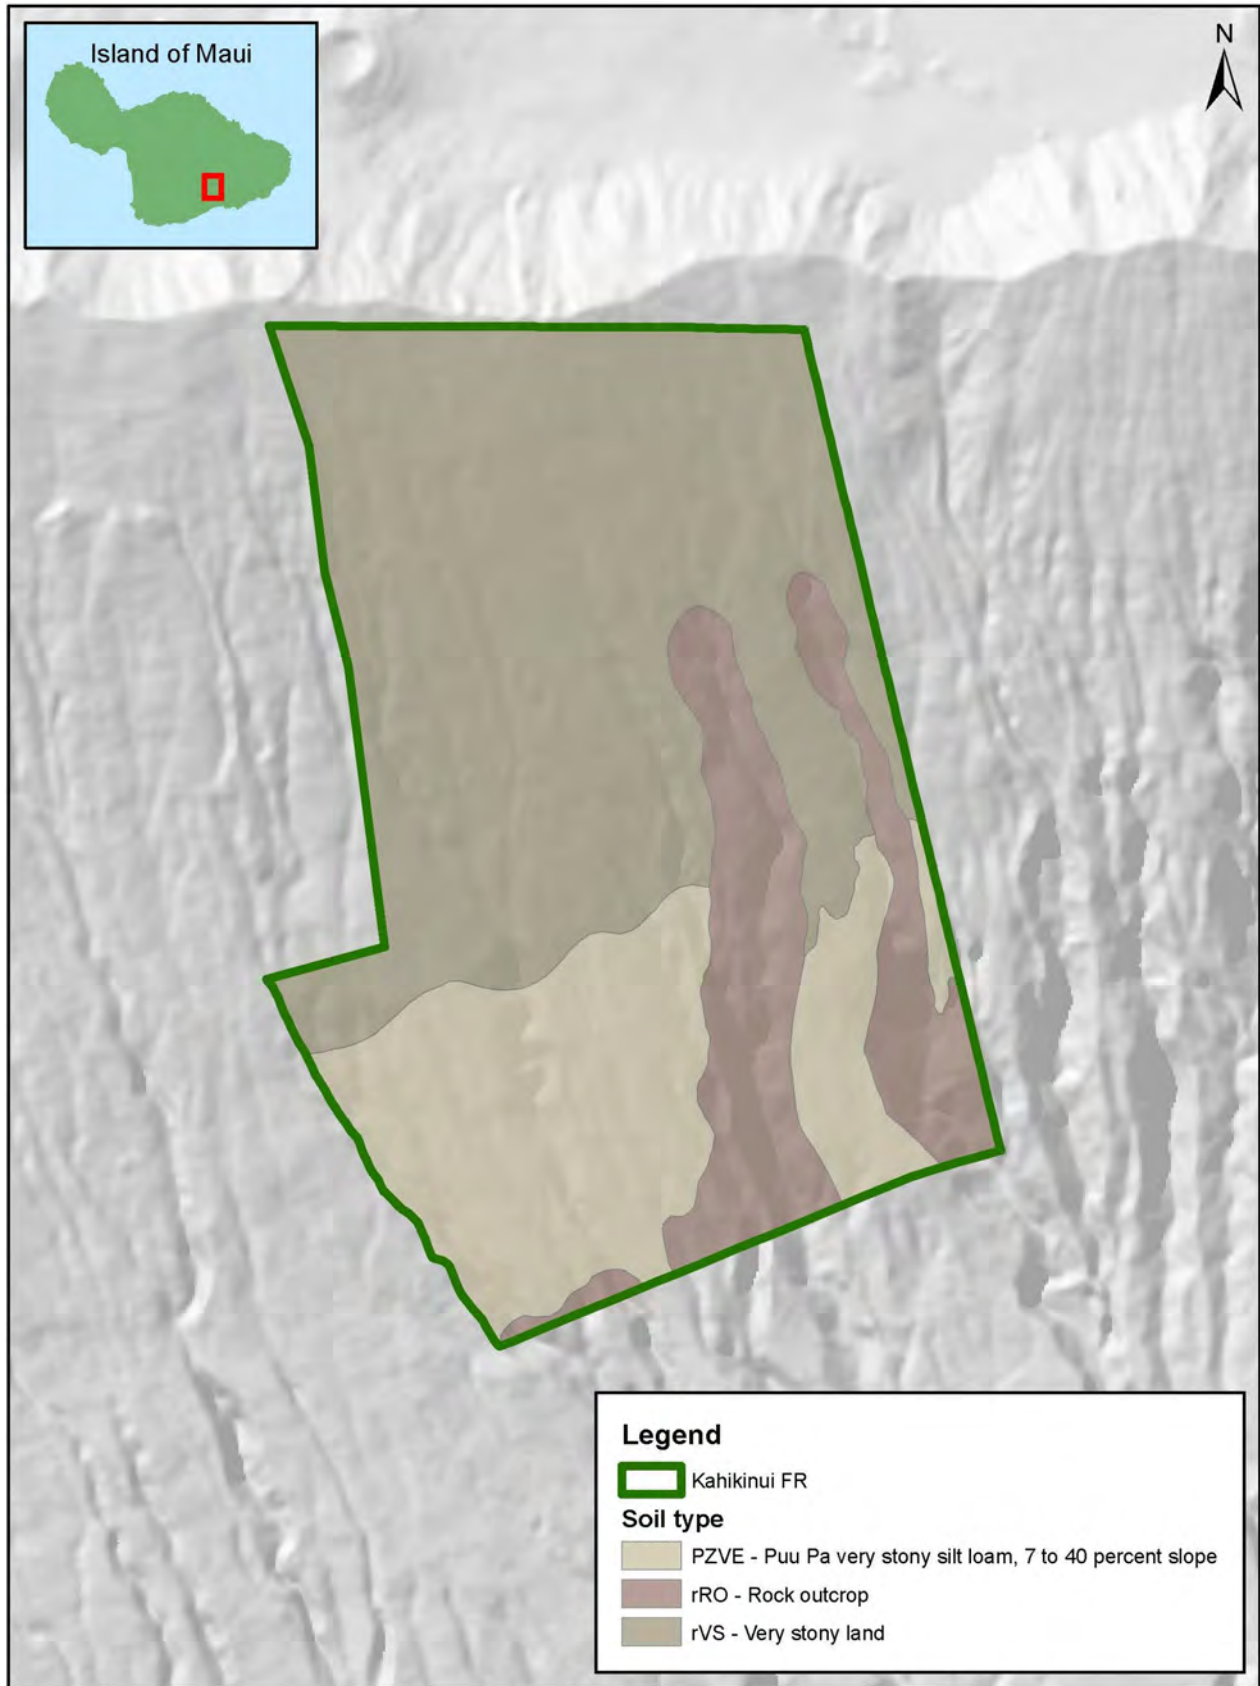 Island of Maui
N
Legend
Kahikinui FR
Soil type
PZVE - Puu Pa very stony silt loam, 7 to 40 percent slope
rRO - Rock outcrop
rVS - Very stony land